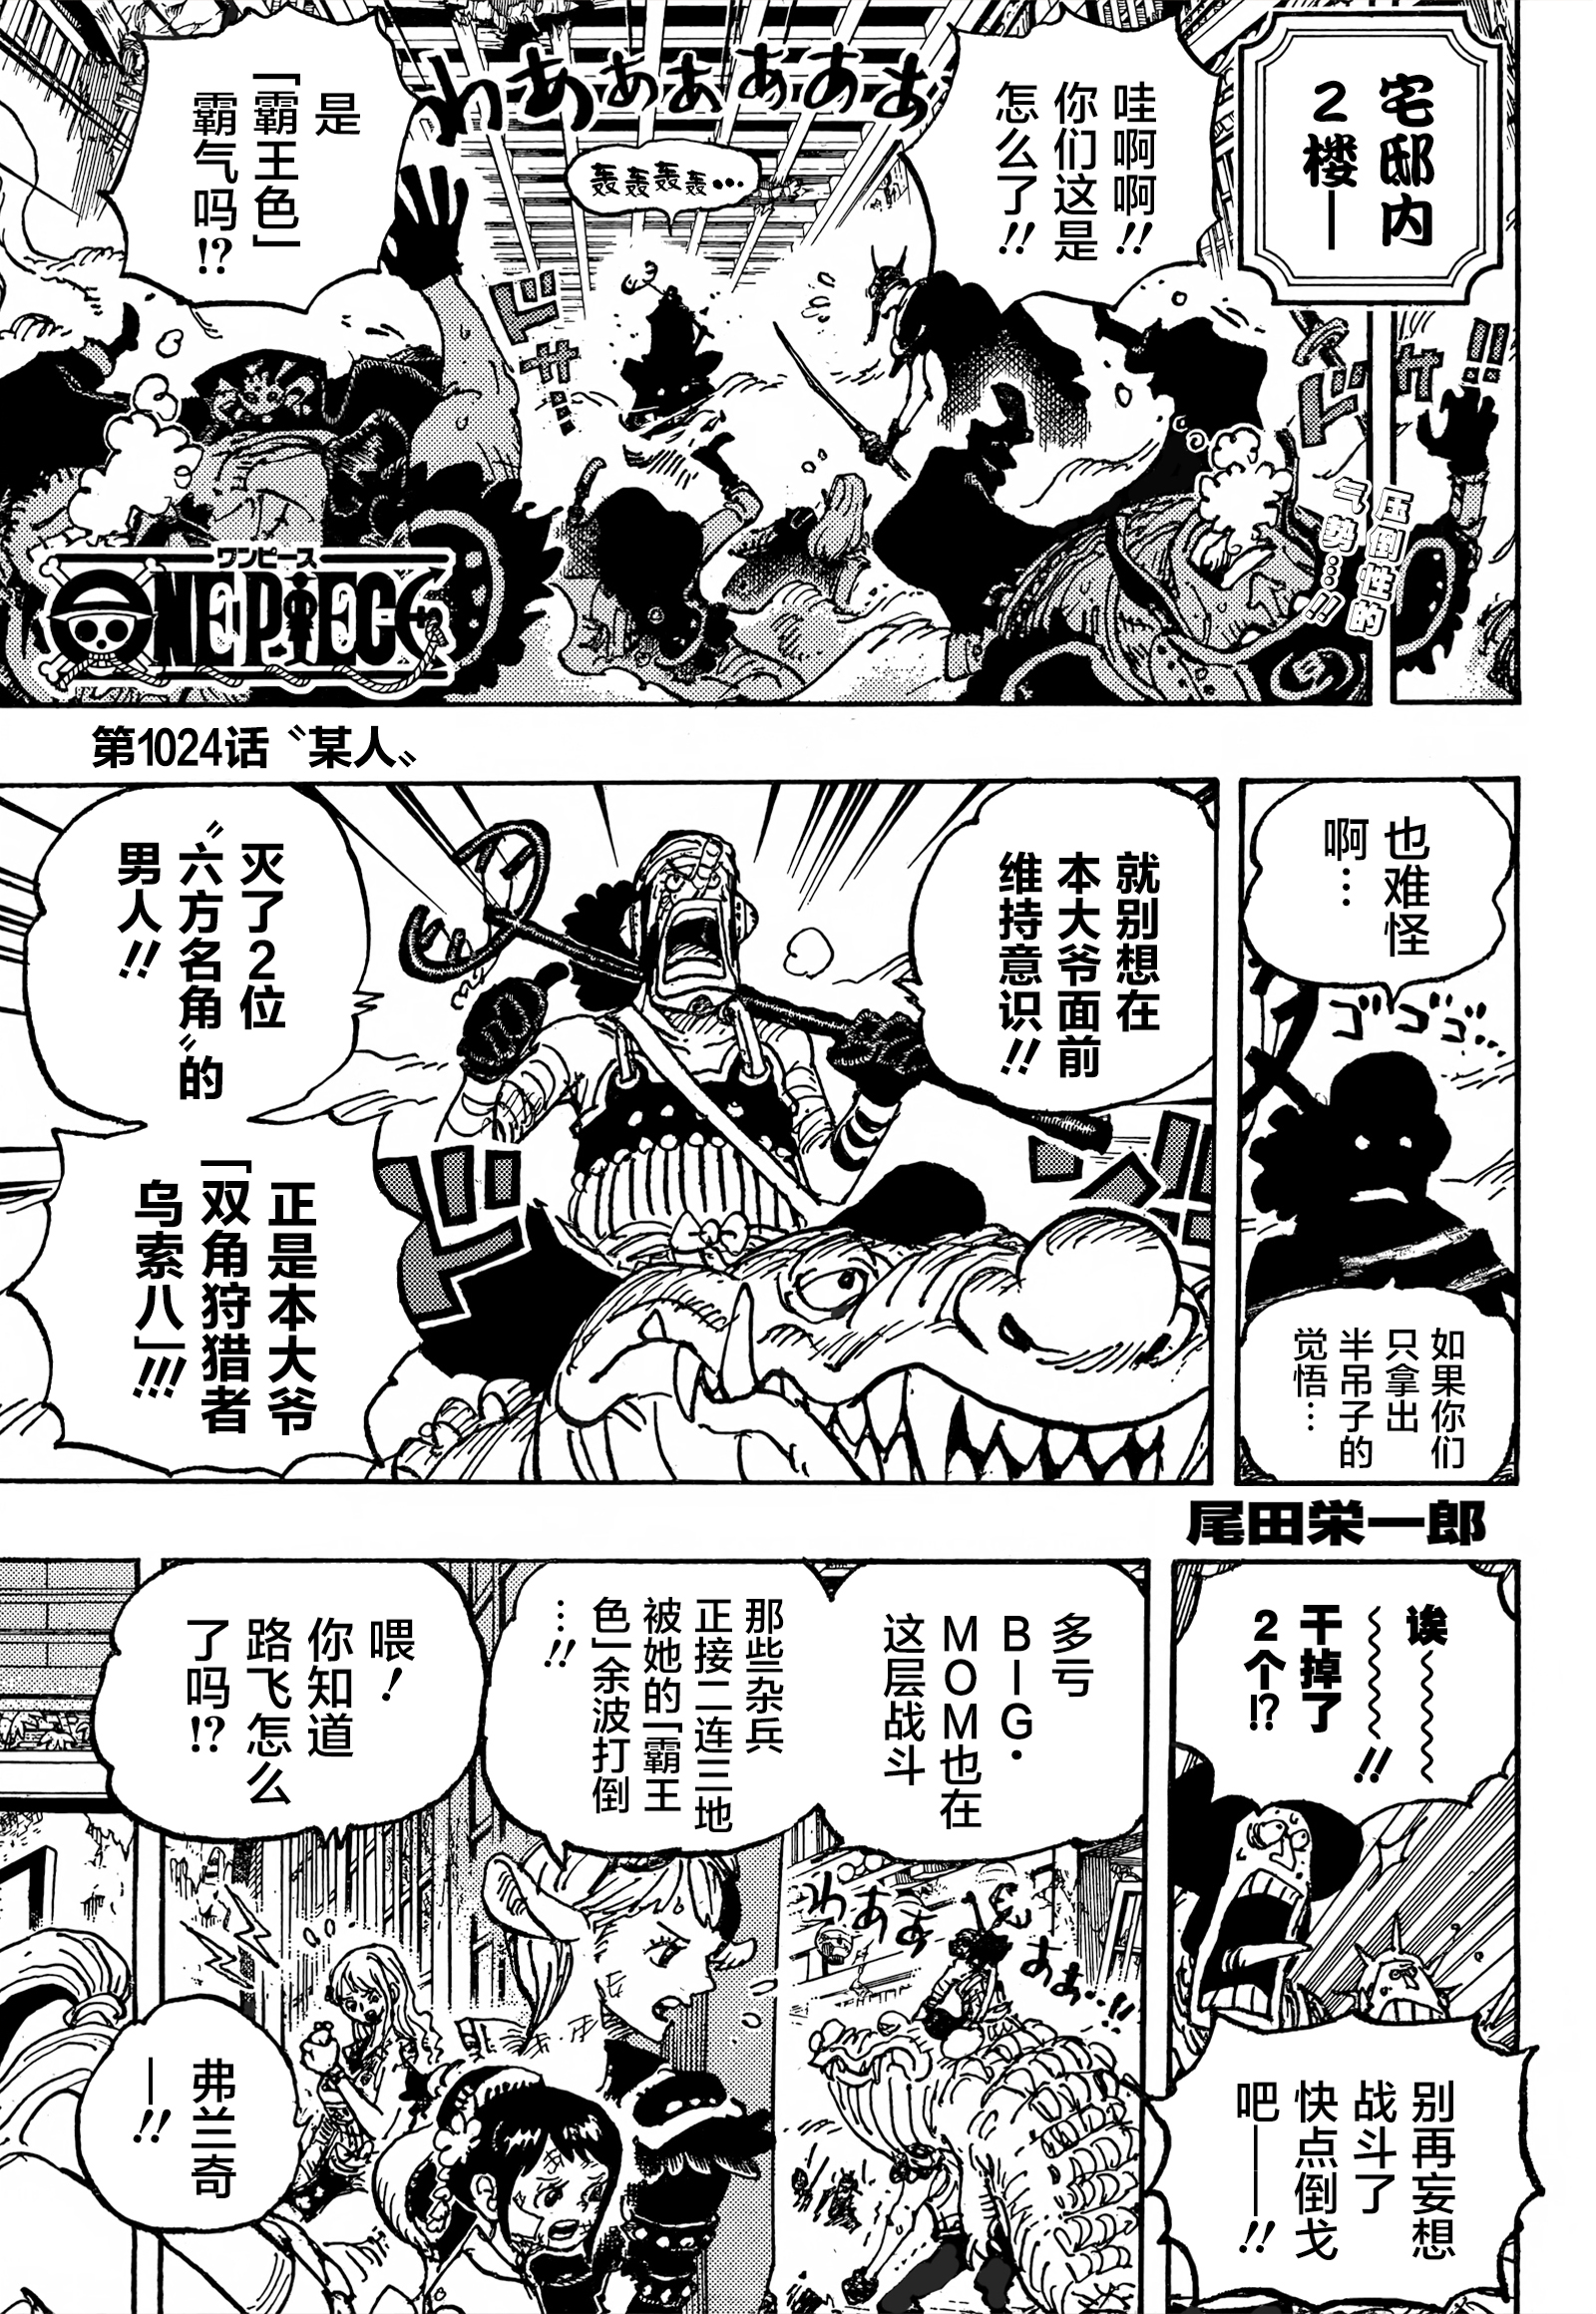 宅邸内
2楼—
哇啊啊!!
你们这是
怎么了!!
わああああああ
轰轰轰轰…
是
「霸王色」
霸气吗!?
ドサ
!!
ドサ…
压倒性的
气势……!!
ワンピース
ONE PIECE
第1024话〝某人〟
也难怪
啊…
ゴゴゴ…
如果你们
只拿出
半吊子的
觉悟…
就别想在
本大爷面前
维持意识!!
灭了2位
〝六方名角〟的
男人!!
正是本大爷
「双角狩猎者
乌索八」!!!
ドン
尾田栄一郎
诶～～～
～～～～!!
干掉了
2个!?
别再妄想
战斗了
快点倒戈
吧——!!
多亏
BIG·
MOM也在
这层战斗
わあああ
ああ…!!
那些杂兵
正接二连三地
被她的「霸王
色」余波打倒
…!!
喂!
你知道
路飞怎么
了吗!?
弗兰奇
—!!